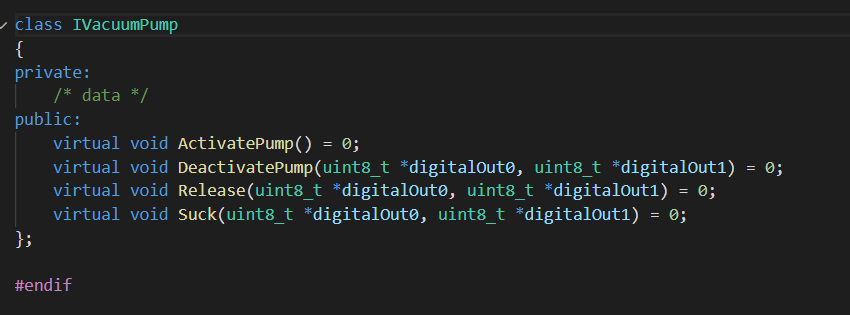 class IVacuumPump
{
private:
    /* data */
public:
    virtual void ActivatePump() = 0;
    virtual void DeactivatePump(uint8_t *digitalOut0, uint8_t *digitalOut1) = 0;
    virtual void Release(uint8_t *digitalOut0, uint8_t *digitalOut1) = 0;
    virtual void Suck(uint8_t *digitalOut0, uint8_t *digitalOut1) = 0;
};
#endif